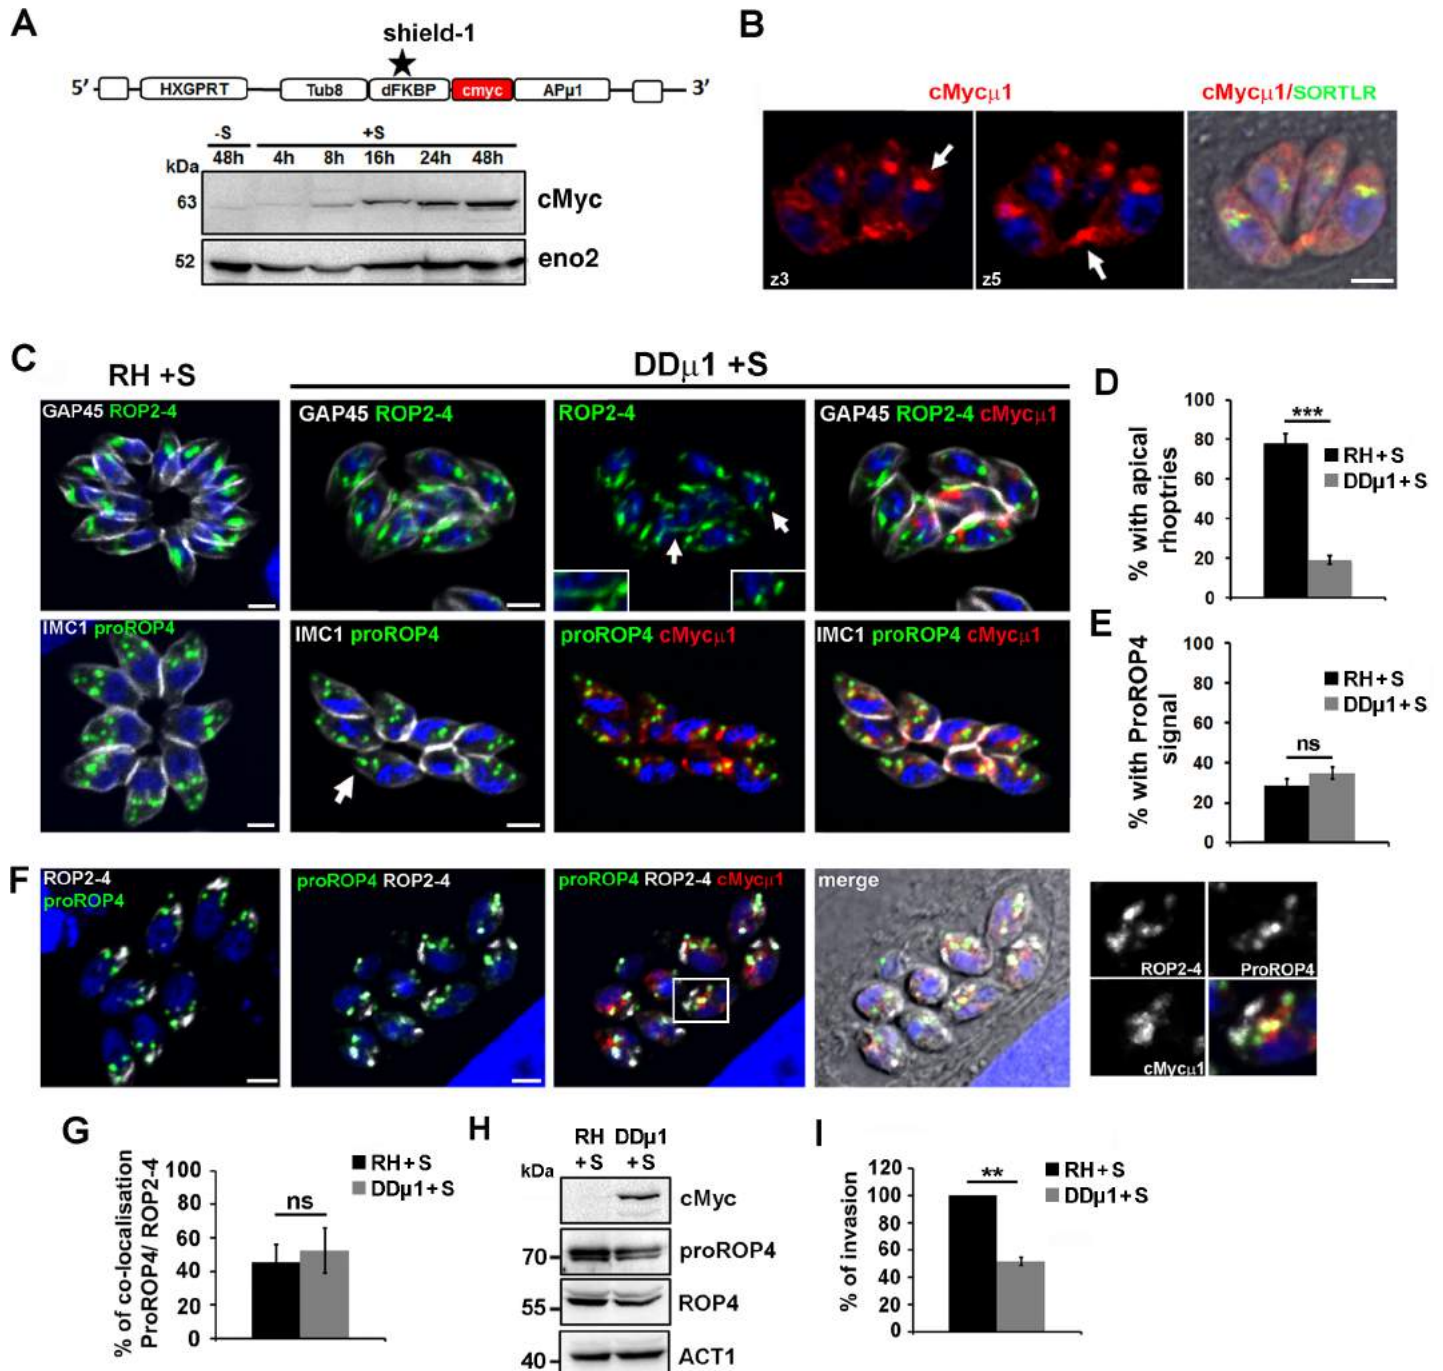 A
shield-1
5’ HXGPRT Tub8 dFKBP cmyc APµ1 3’
-S +S
kDa 48h 4h 8h 16h 24h 48h
63 cMyc
52 eno2
B
cMycµ1 cMycµ1/SORTLR
z3 z5
C
RH +S DDµ1 +S
GAP45 ROP2-4 GAP45 ROP2-4 ROP2-4 GAP45 ROP2-4 cMycµ1
IMC1 proROP4 IMC1 proROP4 proROP4 cMycµ1 IMC1 proROP4 cMycµ1
D
% with apical
rhoptries
100
80
60
40
20
0
***
RH + S
DDµ1 + S
E
% with ProROP4
signal
100
80
60
40
20
0
ns
RH + S
DDµ1 + S
F
ROP2-4
proROP4
proROP4 ROP2-4
proROP4 ROP2-4 cMycµ1
merge
ROP2-4 ProROP4
cMycµ1
G
% of co-localisation
ProROP4/ ROP2-4
100
80
60
40
20
0
ns
RH + S
DDµ1 + S
H
RH DDµ1
kDa + S + S
cMyc
70 proROP4
55 ROP4
40 ACT1
I
% of invasion
120
100
80
60
40
20
0
**
RH + S
DDµ1 + S